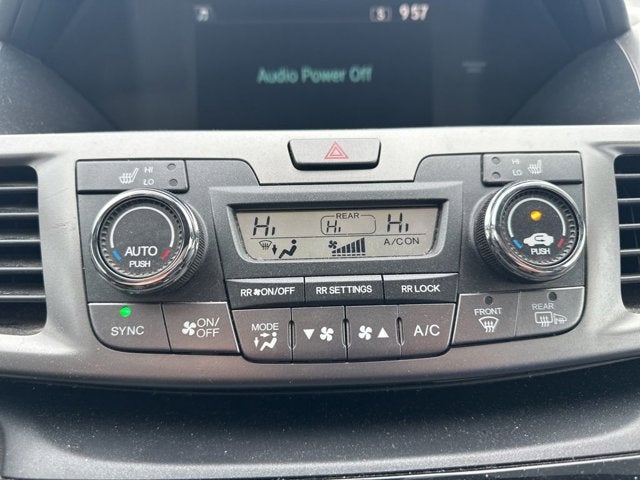 S 957
Audio Power Off
HI
LO
HI
LO
REAR
Hi Hi Hi
A/C ON
AUTO
PUSH
PUSH
RR ON/OFF RR SETTINGS RR LOCK
SYNC
ON/
OFF
MODE
A/C
FRONT
REAR